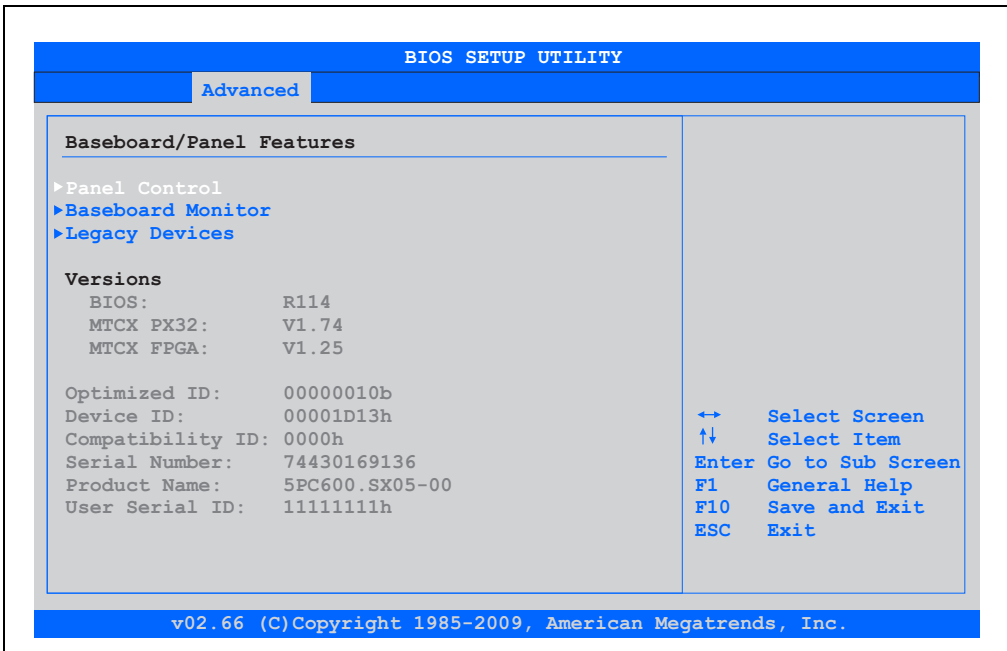 BIOS SETUP UTILITY
Advanced
Baseboard/Panel Features
Panel Control
Baseboard Monitor
Legacy Devices
Versions
BIOS: R114
MTCX PX32: V1.74
MTCX FPGA: V1.25
Optimized ID: 00000010b
Device ID: 00001D13h
Compatibility ID: 0000h
Serial Number: 74430169136
Product Name: 5PC600.SX05-00
User Serial ID: 11111111h
↔ Select Screen
↑↓ Select Item
Enter Go to Sub Screen
F1 General Help
F10 Save and Exit
ESC Exit
v02.66 (C)Copyright 1985-2009, American Megatrends, Inc.